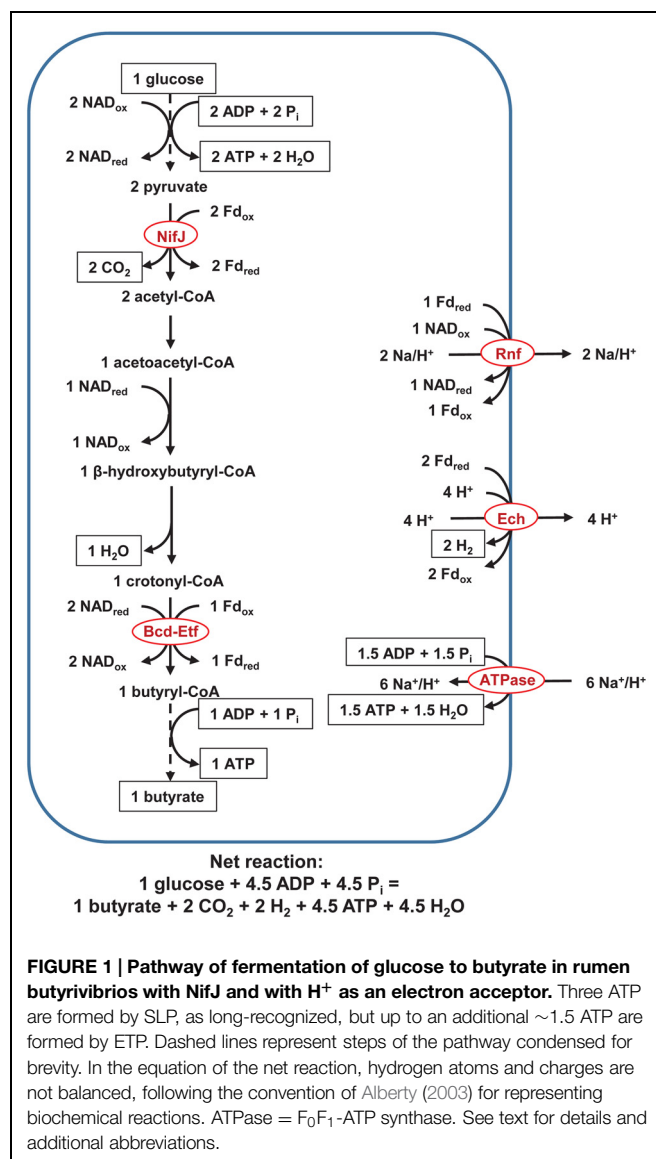 1 glucose
2 NADox
2 ADP + 2 Pi
2 NADred
2 ATP + 2 H2O
2 pyruvate
2 Fdox
NifJ
2 CO2
2 Fdred
2 acetyl-CoA
1 acetoacetyl-CoA
1 NADred
1 NADox
1 β-hydroxybutyryl-CoA
1 H2O
1 crotonyl-CoA
2 NADred
1 Fdox
Bcd-Etf
2 NADox
1 Fdred
1 butyryl-CoA
1 ADP + 1 Pi
1 ATP
1 butyrate
1 Fdred
1 NADox
2 Na/H+ Rnf 2 Na/H+
1 NADred
1 Fdox
2 Fdred
4 H+
4 H+ Ech 4 H+
2 H2
2 Fdox
1.5 ADP + 1.5 Pi
6 Na+/H+ ATPase 6 Na+/H+
1.5 ATP + 1.5 H2O
Net reaction:
1 glucose + 4.5 ADP + 4.5 Pi =
1 butyrate + 2 CO2 + 2 H2 + 4.5 ATP + 4.5 H2O
FIGURE 1 | Pathway of fermentation of glucose to butyrate in rumen
butyrivibrios with NifJ and with H+ as an electron acceptor. Three ATP
are formed by SLP, as long-recognized, but up to an additional ∼1.5 ATP are
formed by ETP. Dashed lines represent steps of the pathway condensed for
brevity. In the equation of the net reaction, hydrogen atoms and charges are
not balanced, following the convention of Alberty (2003) for representing
biochemical reactions. ATPase = F0F1-ATP synthase. See text for details and
additional abbreviations.